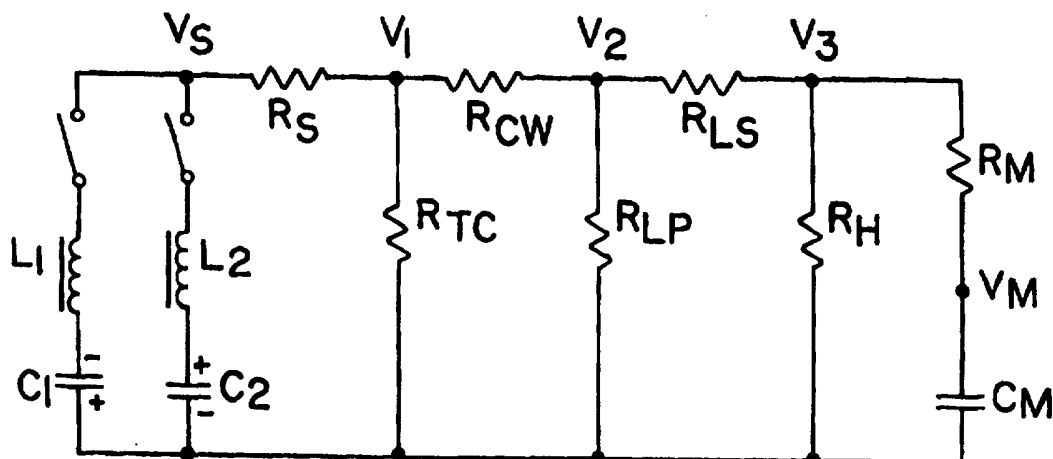 VS V1 V2 V3
RS RCW RLS
RM
RTC RLP RH
L1 L2
VM
- +
C1 C2 CM
+ -